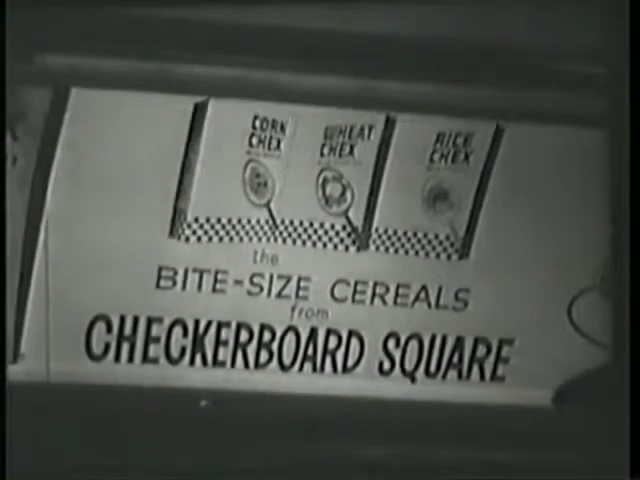 CORN
CHEX
WHEAT
CHEX
RICE
CHEX
the
BITE-SIZE CEREALS
from
CHECKERBOARD SQUARE